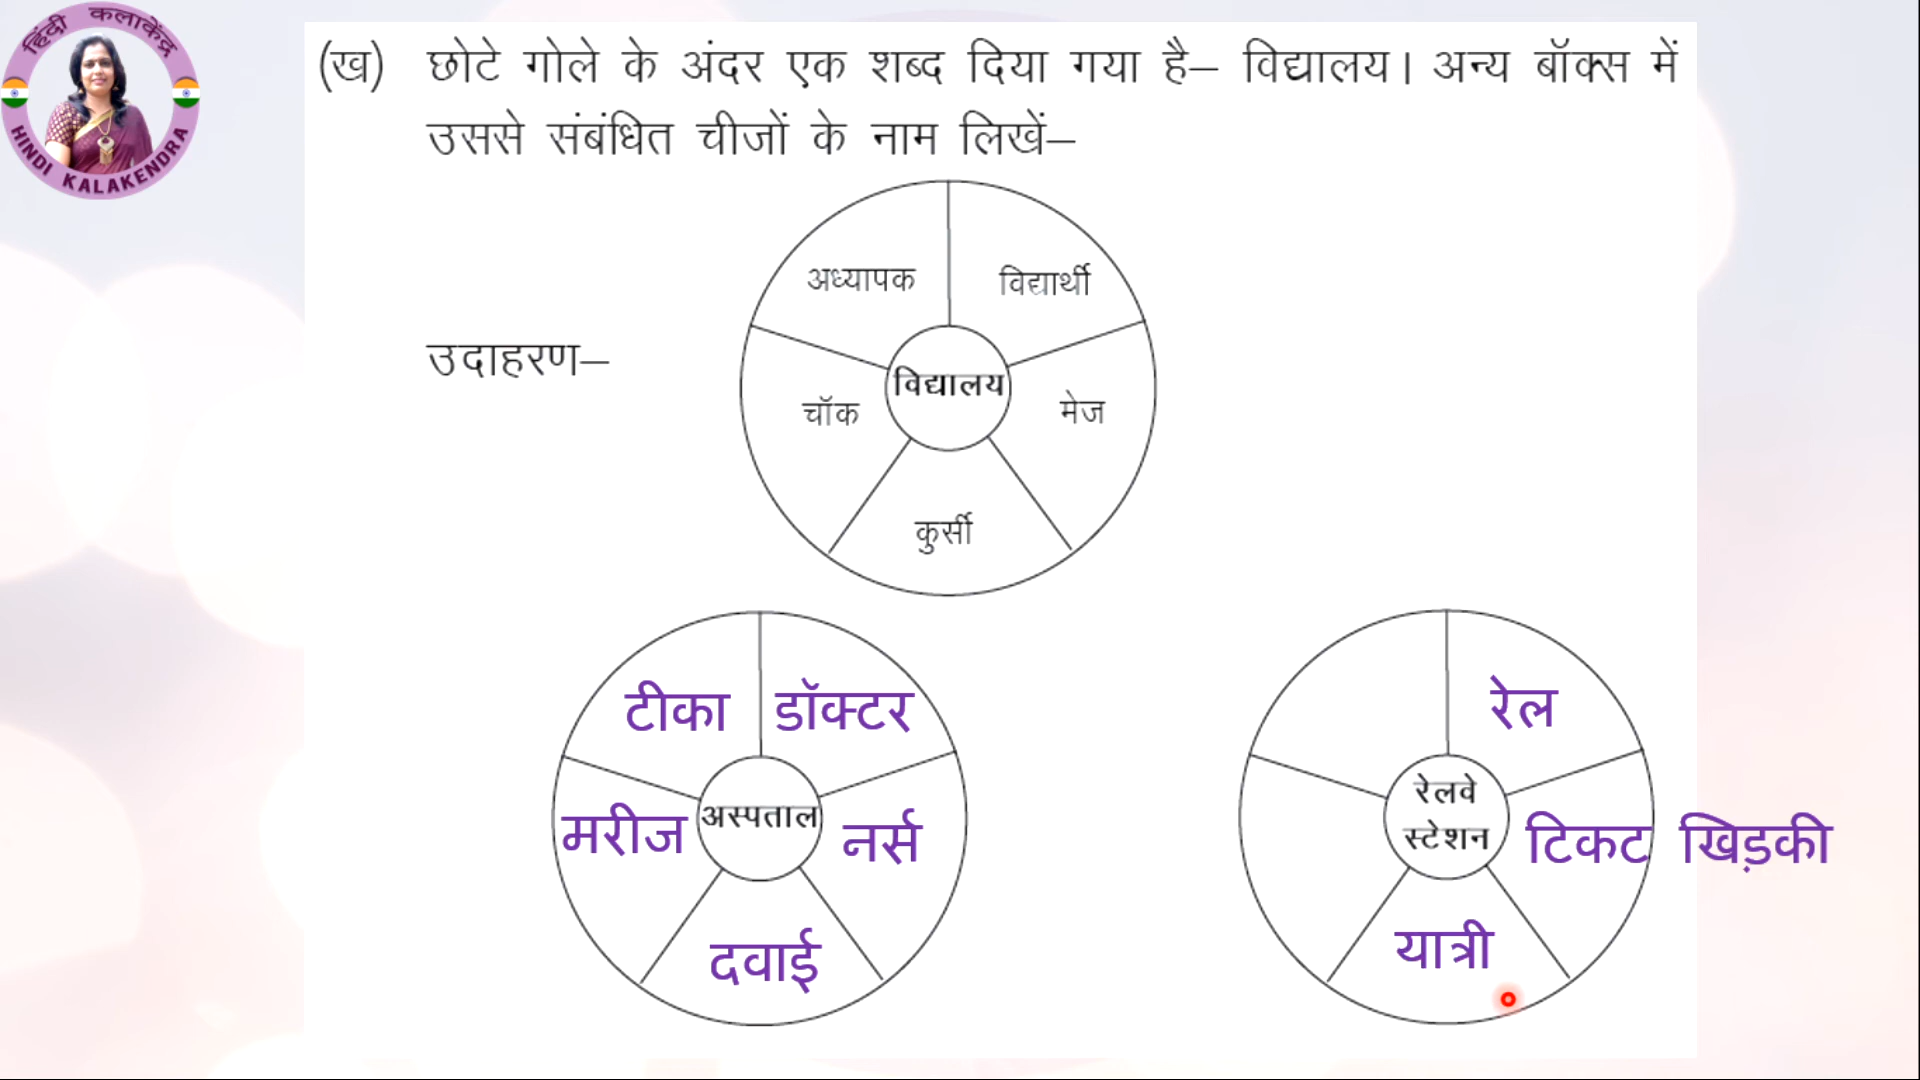 हिंदी कलाकेंद्र
HINDI KALAKENDRA
(ख) छोटे गोले के अंदर एक शब्द दिया गया है– विद्यालय। अन्य बॉक्स में
उससे संबंधित चीजों के नाम लिखें–
उदाहरण–
अध्यापक
विद्यार्थी
विद्यालय
चॉक
मेज
कुर्सी
टीका
डॉक्टर
अस्पताल
मरीज
नर्स
दवाई
रेल
रेलवे
स्टेशन
टिकट खिड़की
यात्री